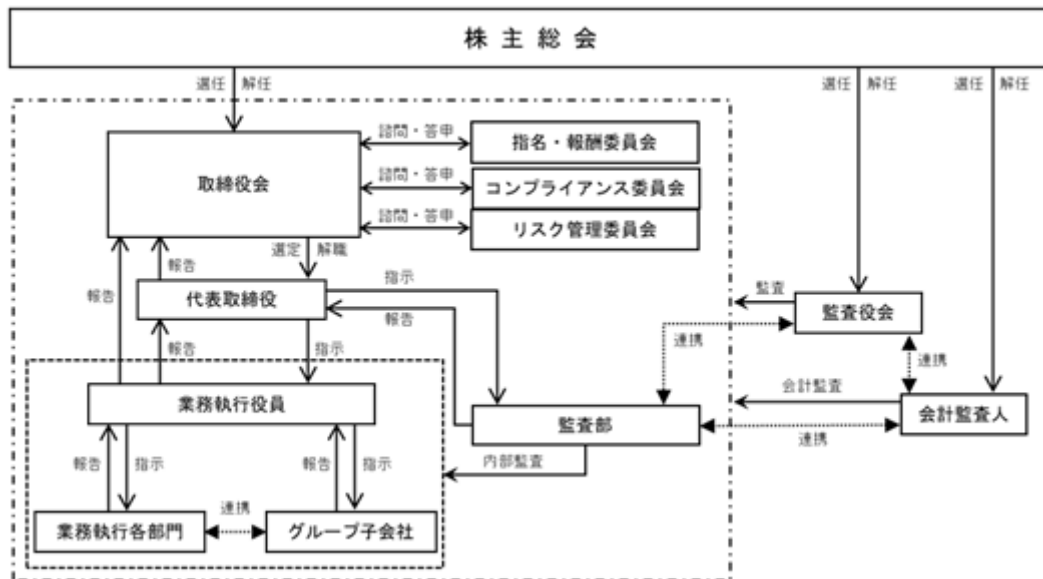 株主総会
選任 解任
選任 解任
選任 解任
取締役会
諮問・答申
指名・報酬委員会
諮問・答申
コンプライアンス委員会
諮問・答申
リスク管理委員会
選定 解職
報告
報告
指示
代表取締役
報告
監査
監査役会
報告
指示
連携
連携
業務執行役員
会計監査
監査部
会計監査人
連携
報告
指示
報告
指示
内部監査
業務執行各部門
連携
グループ子会社